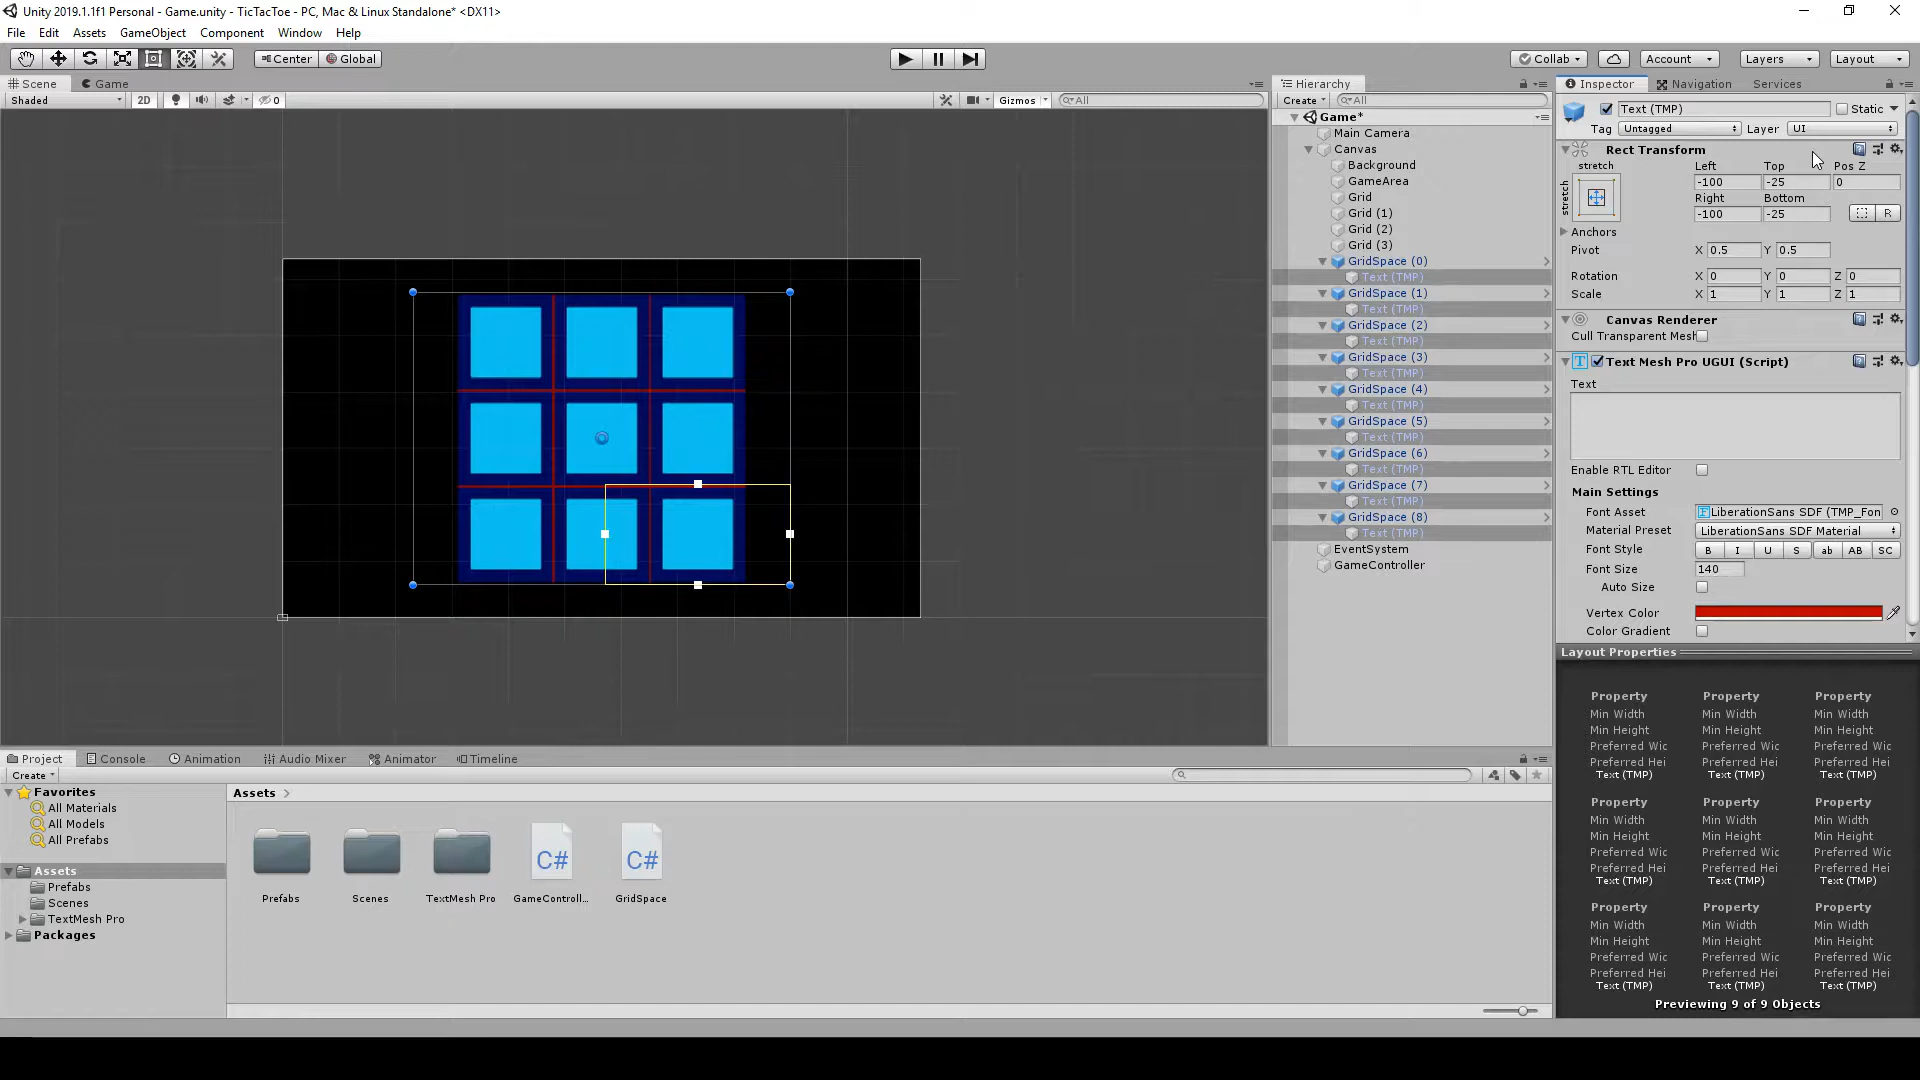 Unity 2019.1.1f1 Personal - Game.unity - TicTacToe - PC, Mac & Linux Standalone* <DX11>
File Edit Assets GameObject Component Window Help
Center Global Collab Account Layers Layout
Scene Game
Shaded 2D 0 Gizmos All
Hierarchy
Create All
Game*
Main Camera
Canvas
Background
GameArea
Grid
Grid (1)
Grid (2)
Grid (3)
GridSpace (0)
Text (TMP)
GridSpace (1)
Text (TMP)
GridSpace (2)
Text (TMP)
GridSpace (3)
Text (TMP)
GridSpace (4)
Text (TMP)
GridSpace (5)
Text (TMP)
GridSpace (6)
Text (TMP)
GridSpace (7)
Text (TMP)
GridSpace (8)
Text (TMP)
EventSystem
GameController
Inspector Navigation Services
Text (TMP) Static
Tag Untagged Layer UI
Rect Transform
stretch Left Top Pos Z
stretch -100 -25 0
Right Bottom
-100 -25 R
Anchors
Pivot X 0.5 Y 0.5
Rotation X 0 Y 0 Z 0
Scale X 1 Y 1 Z 1
Canvas Renderer
Cull Transparent Mesh
Text Mesh Pro UGUI (Script)
Text
Enable RTL Editor
Main Settings
Font Asset LiberationSans SDF (TMP_Fon
Material Preset LiberationSans SDF Material
Font Style B I U S ab AB SC
Font Size 140
Auto Size
Vertex Color
Color Gradient
Layout Properties
Property Property Property
Min Width Min Width Min Width
Min Height Min Height Min Height
Preferred Wic Preferred Wic Preferred Wic
Preferred Hei Preferred Hei Preferred Hei
Text (TMP) Text (TMP) Text (TMP)
Property Property Property
Min Width Min Width Min Width
Min Height Min Height Min Height
Preferred Wic Preferred Wic Preferred Wic
Preferred Hei Preferred Hei Preferred Hei
Text (TMP) Text (TMP) Text (TMP)
Property Property Property
Min Width Min Width Min Width
Min Height Min Height Min Height
Preferred Wic Preferred Wic Preferred Wic
Preferred Hei Preferred Hei Preferred Hei
Text (TMP) Text (TMP) Text (TMP)
Previewing 9 of 9 Objects
Project Console Animation Audio Mixer Animator Timeline
Create
Favorites
All Materials
All Models
All Prefabs
Assets
Prefabs
Scenes
TextMesh Pro
Packages
Assets
C# C#
Prefabs Scenes TextMesh Pro GameControll... GridSpace